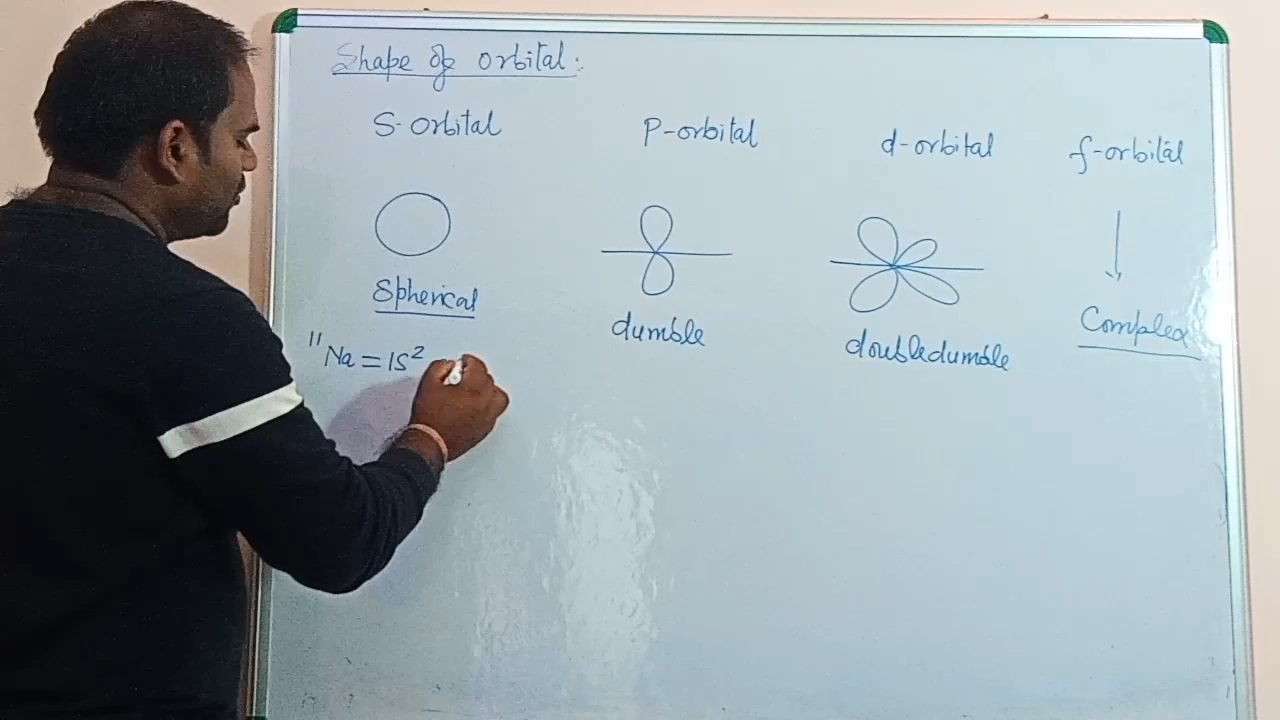 Shape of orbital:
S-orbital
P-orbital
d-orbital
f-orbital
Spherical
dumble
doubledumble
Complex
11Na = 1S²